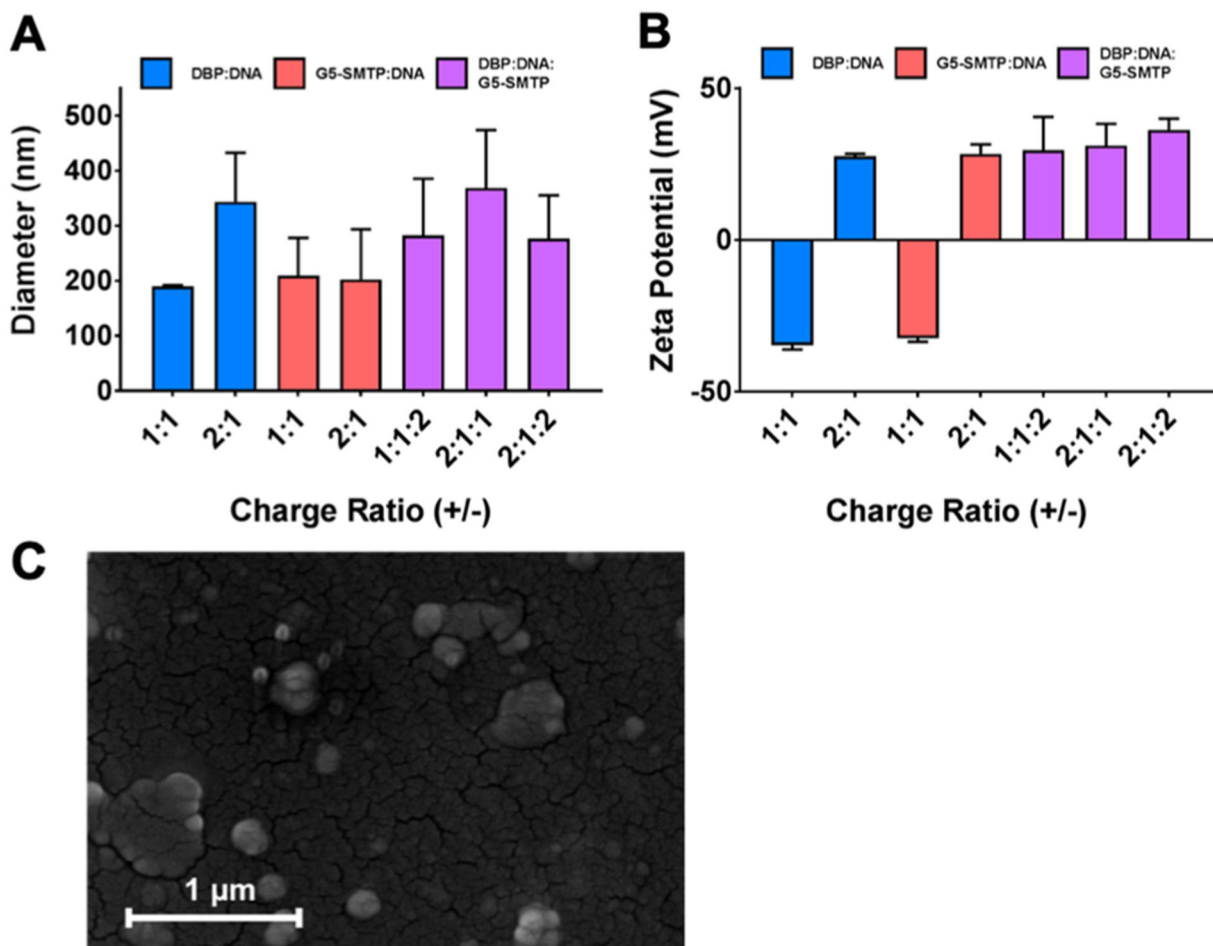 A
DBP:DNA
G5-SMTP:DNA
DBP:DNA:
G5-SMTP
Diameter (nm)
500
400
300
200
100
0
1:1
2:1
1:1
2:1
1:1:2
2:1:1
2:1:2
Charge Ratio (+/-)
B
DBP:DNA
G5-SMTP:DNA
DBP:DNA:
G5-SMTP
Zeta Potential (mV)
50
0
-50
1:1
2:1
1:1
2:1
1:1:2
2:1:1
2:1:2
Charge Ratio (+/-)
C
1 μm